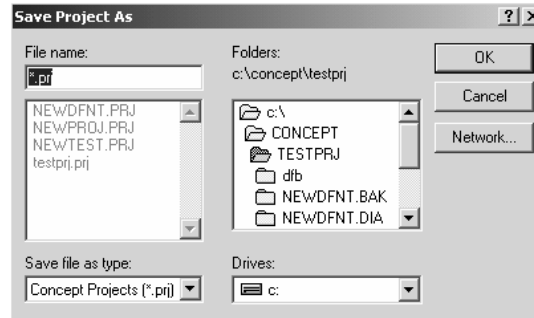 Save Project As
File name:
*.prj
NEWDFNT.PRJ
NEWPROJ.PRJ
NEWTEST.PRJ
testprj.prj
Save file as type:
Concept Projects (*.prj)
Folders:
c:\concept\testprj
c:\
CONCEPT
TESTPRJ
dfb
NEWDFNT.BAK
NEWDFNT.DIA
Drives:
c:
OK
Cancel
Network...